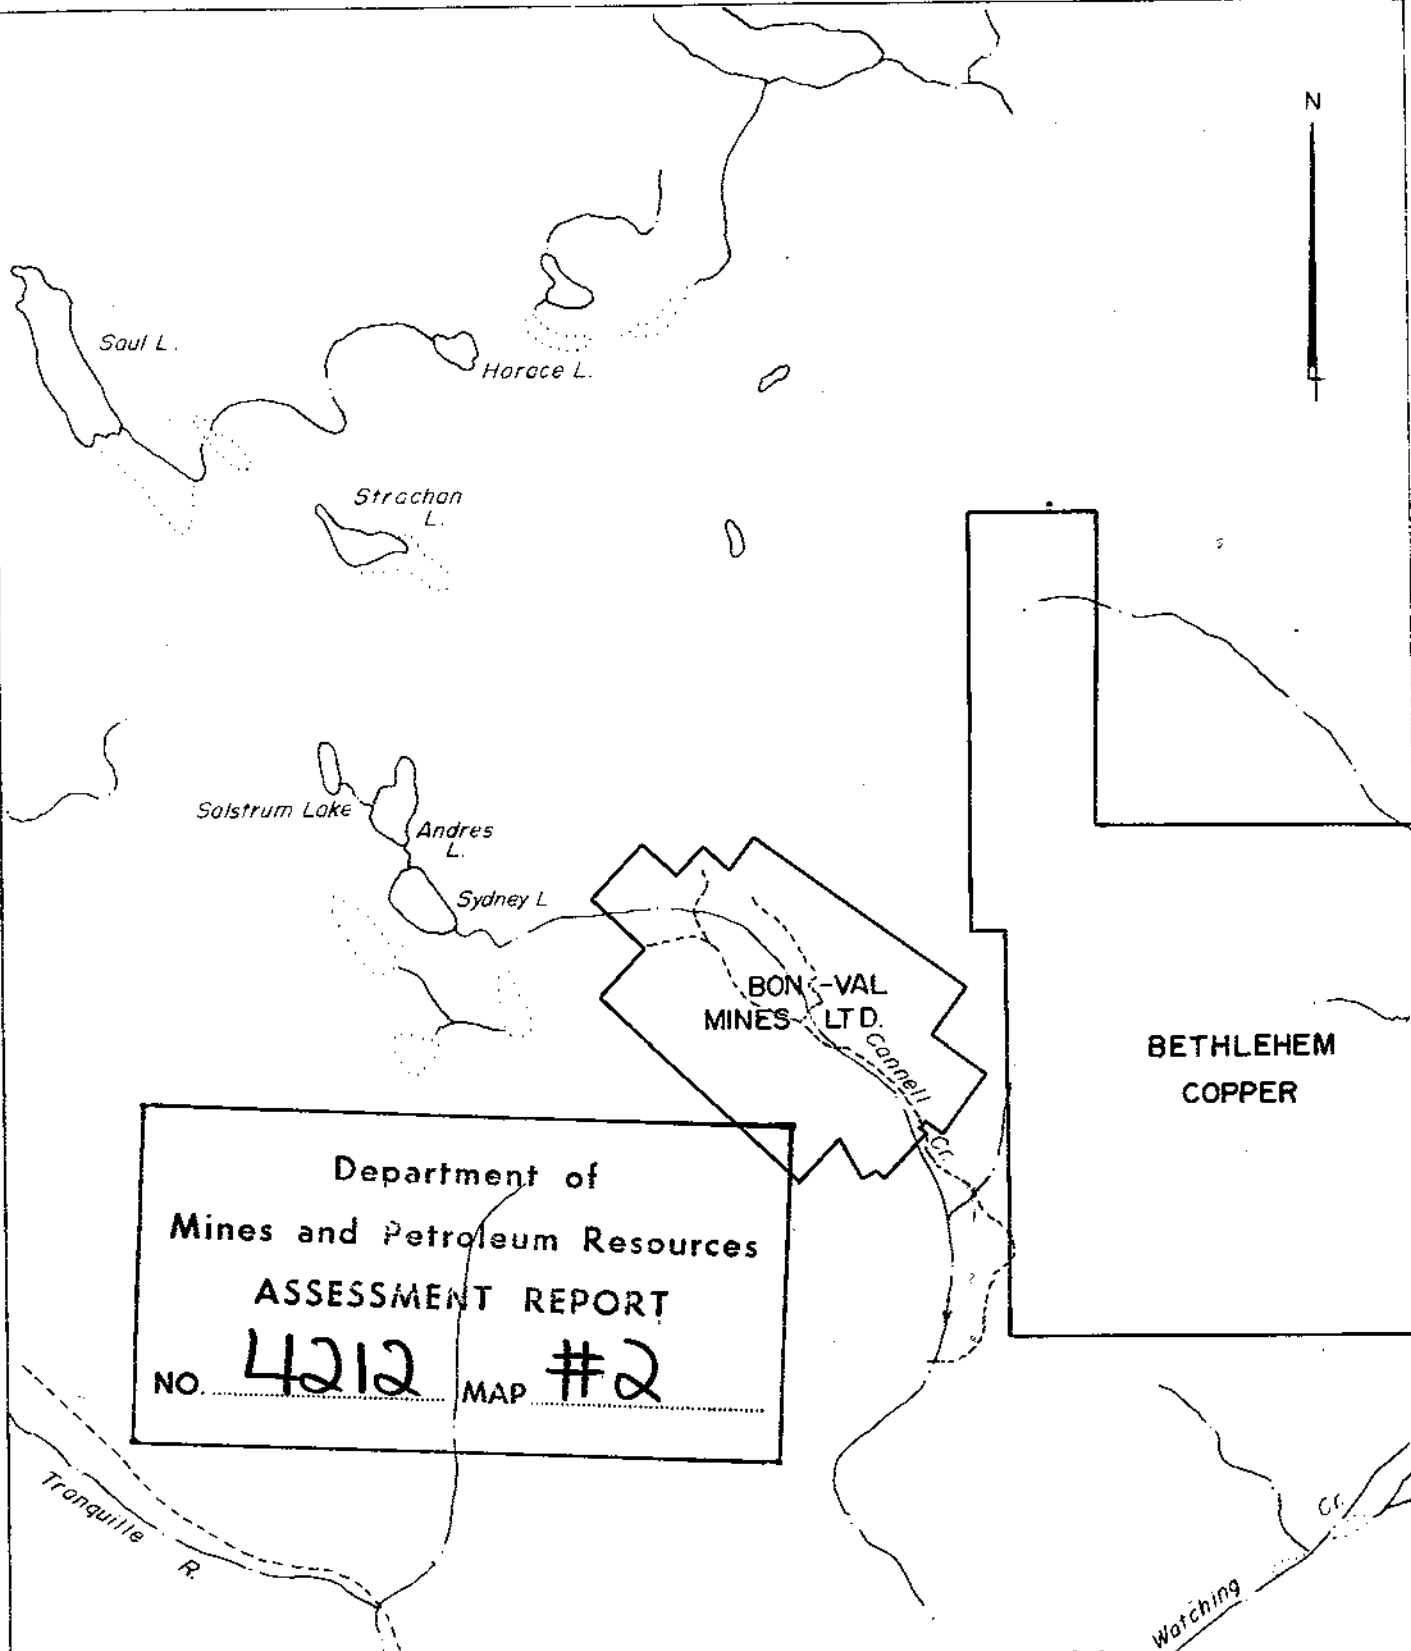 N
Saul L.
Horace L.
Strachan
L.
Salstrum Lake
Andres
L.
Sydney L
BON-VAL
MINES LTD.
Cannell
Cr.
BETHLEHEM
COPPER
Department of
Mines and Petroleum Resources
ASSESSMENT REPORT
NO. 4212 MAP #2
Tranquille
R.
Cr.
Watching